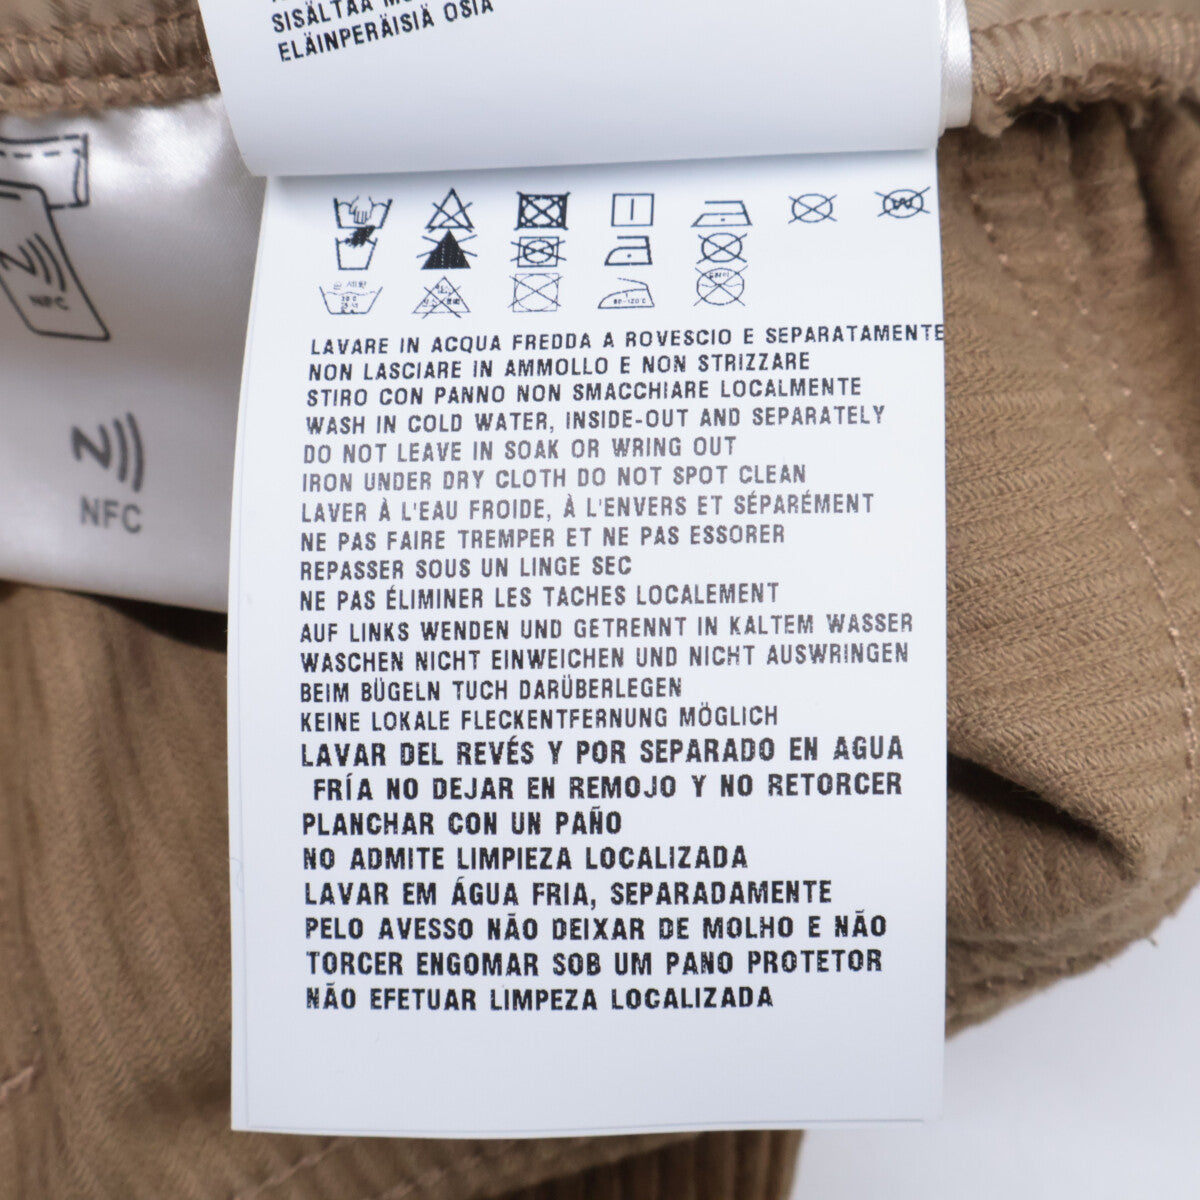 SISÄLTÄÄ
ELÄINPERÄISIÄ OSIA
NFC
NFC
W
30℃
80-120℃
LAVARE IN ACQUA FREDDA A ROVESCIO E SEPARATAMENTE
NON LASCIARE IN AMMOLLO E NON STRIZZARE
STIRO CON PANNO NON SMACCHIARE LOCALMENTE
WASH IN COLD WATER, INSIDE-OUT AND SEPARATELY
DO NOT LEAVE IN SOAK OR WRING OUT
IRON UNDER DRY CLOTH DO NOT SPOT CLEAN
LAVER À L'EAU FROIDE, À L'ENVERS ET SÉPARÉMENT
NE PAS FAIRE TREMPER ET NE PAS ESSORER
REPASSER SOUS UN LINGE SEC
NE PAS ÉLIMINER LES TACHES LOCALEMENT
AUF LINKS WENDEN UND GETRENNT IN KALTEM WASSER
WASCHEN NICHT EINWEICHEN UND NICHT AUSWRINGEN
BEIM BÜGELN TUCH DARÜBERLEGEN
KEINE LOKALE FLECKENTFERNUNG MÖGLICH
LAVAR DEL REVÉS Y POR SEPARADO EN AGUA
FRÍA NO DEJAR EN REMOJO Y NO RETORCER
PLANCHAR CON UN PAÑO
NO ADMITE LIMPIEZA LOCALIZADA
LAVAR EM ÁGUA FRIA, SEPARADAMENTE
PELO AVESSO NÃO DEIXAR DE MOLHO E NÃO
TORCER ENGOMAR SOB UM PANO PROTETOR
NÃO EFETUAR LIMPEZA LOCALIZADA